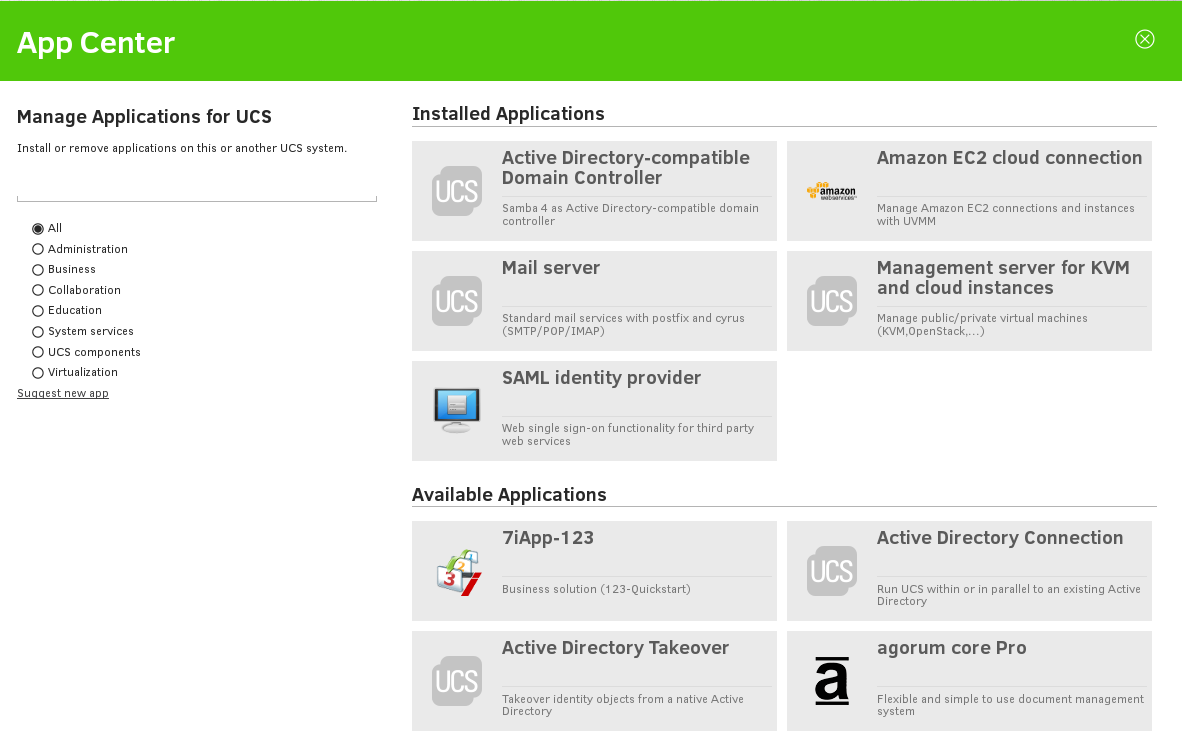 App Center
Manage Applications for UCS
Install or remove applications on this or another UCS system.
All
Administration
Business
Collaboration
Education
System services
UCS components
Virtualization
Suggest new app
Installed Applications
UCS
Active Directory-compatible
Domain Controller
Samba 4 as Active Directory-compatible domain
controller
amazon
webservices™
Amazon EC2 cloud connection
Manage Amazon EC2 connections and instances
with UVMM
UCS
Mail server
Standard mail services with postfix and cyrus
(SMTP/POP/IMAP)
UCS
Management server for KVM
and cloud instances
Manage public/private virtual machines
(KVM,OpenStack,...)
SAML identity provider
Web single sign-on functionality for third party
web services
Available Applications
1
2
3
7iApp-123
Business solution (123-Quickstart)
UCS
Active Directory Connection
Run UCS within or in parallel to an existing Active
Directory
UCS
Active Directory Takeover
Takeover identity objects from a native Active
Directory
a
agorum core Pro
Flexible and simple to use document management
system